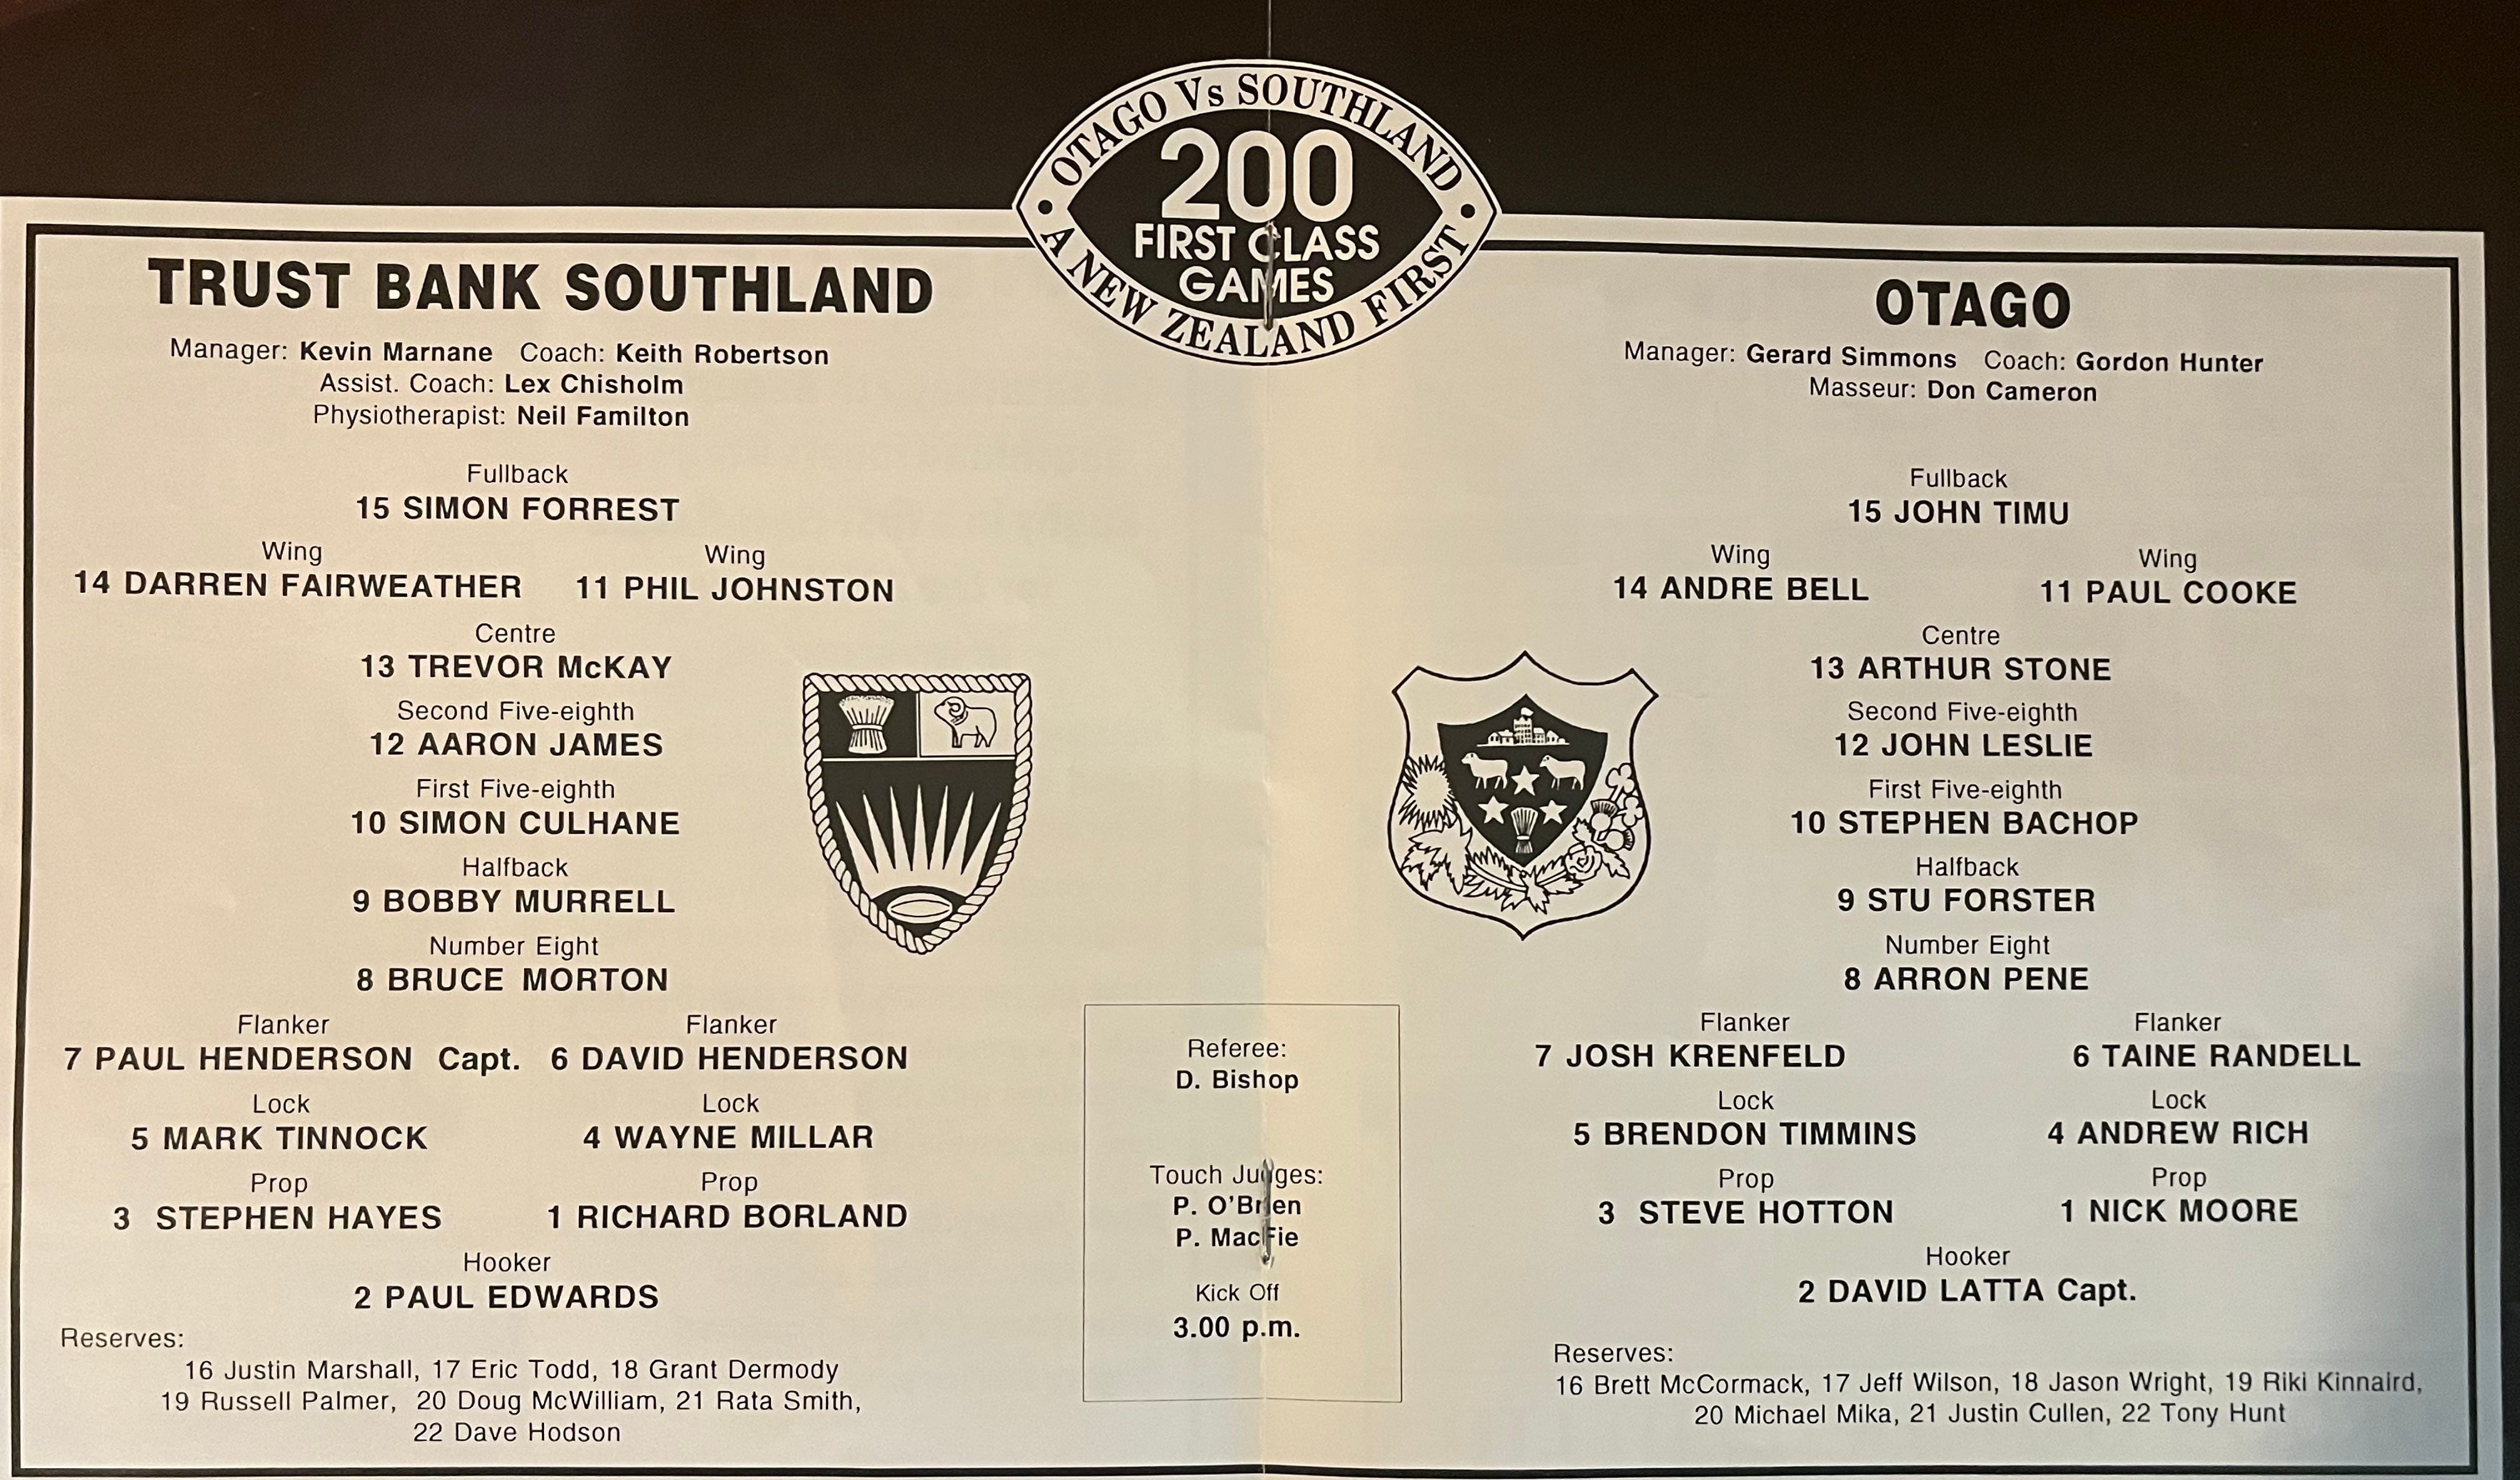 OTAGO Vs SOUTHLAND
200
FIRST CLASS
GAMES
A NEW ZEALAND FIRST
TRUST BANK SOUTHLAND
Manager: Kevin Marnane Coach: Keith Robertson
Assist. Coach: Lex Chisholm
Physiotherapist: Neil Familton
Fullback
15 SIMON FORREST
Wing Wing
14 DARREN FAIRWEATHER 11 PHIL JOHNSTON
Centre
13 TREVOR McKAY
Second Five-eighth
12 AARON JAMES
First Five-eighth
10 SIMON CULHANE
Halfback
9 BOBBY MURRELL
Number Eight
8 BRUCE MORTON
Flanker Flanker
7 PAUL HENDERSON Capt. 6 DAVID HENDERSON
Lock Lock
5 MARK TINNOCK 4 WAYNE MILLAR
Prop Prop
3 STEPHEN HAYES 1 RICHARD BORLAND
Hooker
2 PAUL EDWARDS
Reserves:
16 Justin Marshall, 17 Eric Todd, 18 Grant Dermody
19 Russell Palmer, 20 Doug McWilliam, 21 Rata Smith,
22 Dave Hodson
Referee:
D. Bishop
Touch Judges:
P. O'Brien
P. MacFie
Kick Off
3.00 p.m.
OTAGO
Manager: Gerard Simmons Coach: Gordon Hunter
Masseur: Don Cameron
Fullback
15 JOHN TIMU
Wing Wing
14 ANDRE BELL 11 PAUL COOKE
Centre
13 ARTHUR STONE
Second Five-eighth
12 JOHN LESLIE
First Five-eighth
10 STEPHEN BACHOP
Halfback
9 STU FORSTER
Number Eight
8 ARRON PENE
Flanker Flanker
7 JOSH KRENFELD 6 TAINE RANDELL
Lock Lock
5 BRENDON TIMMINS 4 ANDREW RICH
Prop Prop
3 STEVE HOTTON 1 NICK MOORE
Hooker
2 DAVID LATTA Capt.
Reserves:
16 Brett McCormack, 17 Jeff Wilson, 18 Jason Wright, 19 Riki Kinnaird,
20 Michael Mika, 21 Justin Cullen, 22 Tony Hunt